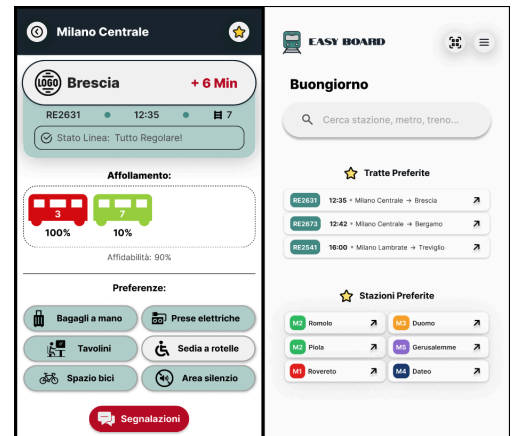 Milano Centrale
LOGO
Brescia
+ 6 Min
RE2631 • 12:35 • 7
Stato Linea: Tutto Regolare!
Affollamento:
3 7
100% 10%
Affidabilità: 90%
Preferenze:
Bagagli a mano
Prese elettriche
Tavolini
Sedia a rotelle
Spazio bici
Area silenzio
Segnalazioni
EASY BOARD
Buongiorno
Cerca stazione, metro, treno...
Tratte Preferite
RE2631 12:35 • Milano Centrale → Brescia
RE2673 12:42 • Milano Centrale → Bergamo
RE2541 16:00 • Milano Lambrate → Treviglio
Stazioni Preferite
M2 Romolo
M3 Duomo
M2 Piola
M5 Gerusalemme
M1 Rovereto
M4 Dateo